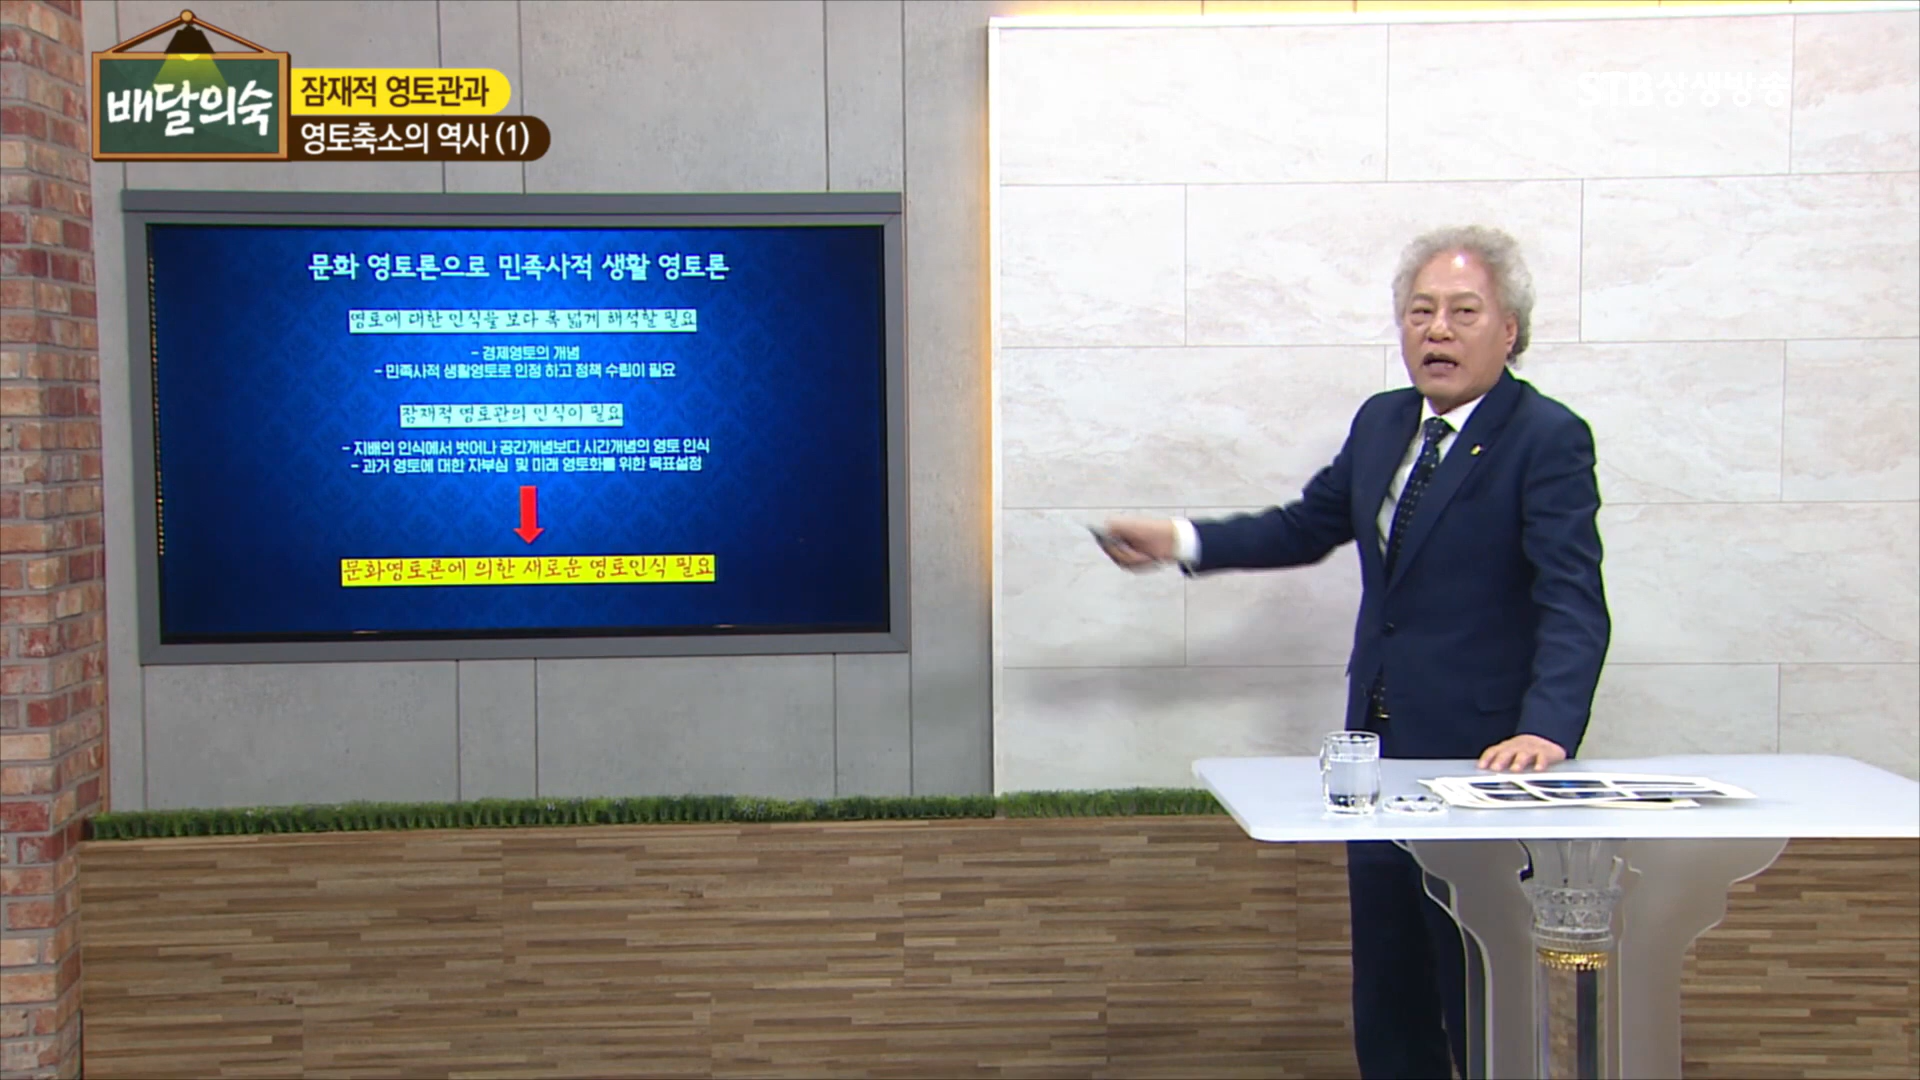 배달의숙
잠재적 영토관과
영토축소의 역사 (1)
STB상생방송
문화 영토론으로 민족사적 생활 영토론
영토에 대한 인식을 보다 폭 넓게 해석할 필요
- 경제영토의 개념
- 민족사적 생활영토로 인정 하고 정책 수립이 필요
잠재적 영토관의 인식이 필요
- 지배의 인식에서 벗어나 공간개념보다 시간개념의 영토 인식
- 과거 영토에 대한 자부심 및 미래 영토화를 위한 목표설정
문화영토론에 의한 새로운 영토인식 필요